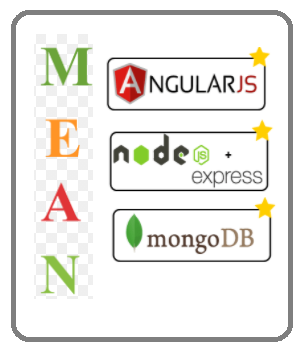 M
E
A
N
ANGULARJS
node js +
express
mongoDB